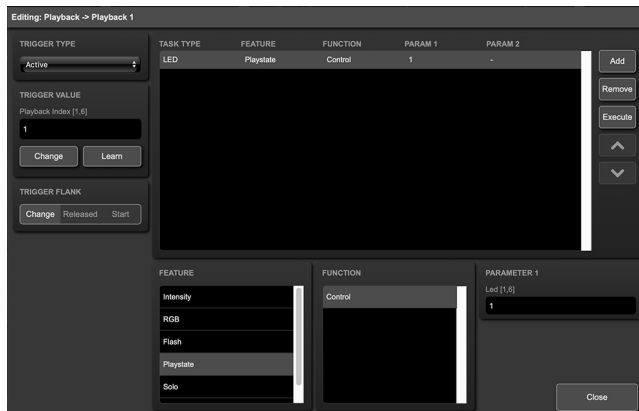 Editing: Playback -> Playback 1
TRIGGER TYPE
Active
TRIGGER VALUE
Playback Index [1,6]
1
Change Learn
TRIGGER FLANK
Change Released Start
TASK TYPE FEATURE FUNCTION PARAM 1 PARAM 2
LED Playstate Control 1 -
Add
Remove
Execute
FEATURE
Intensity
RGB
Flash
Playstate
Solo
FUNCTION
Control
PARAMETER 1
Led [1,6]
1
Close